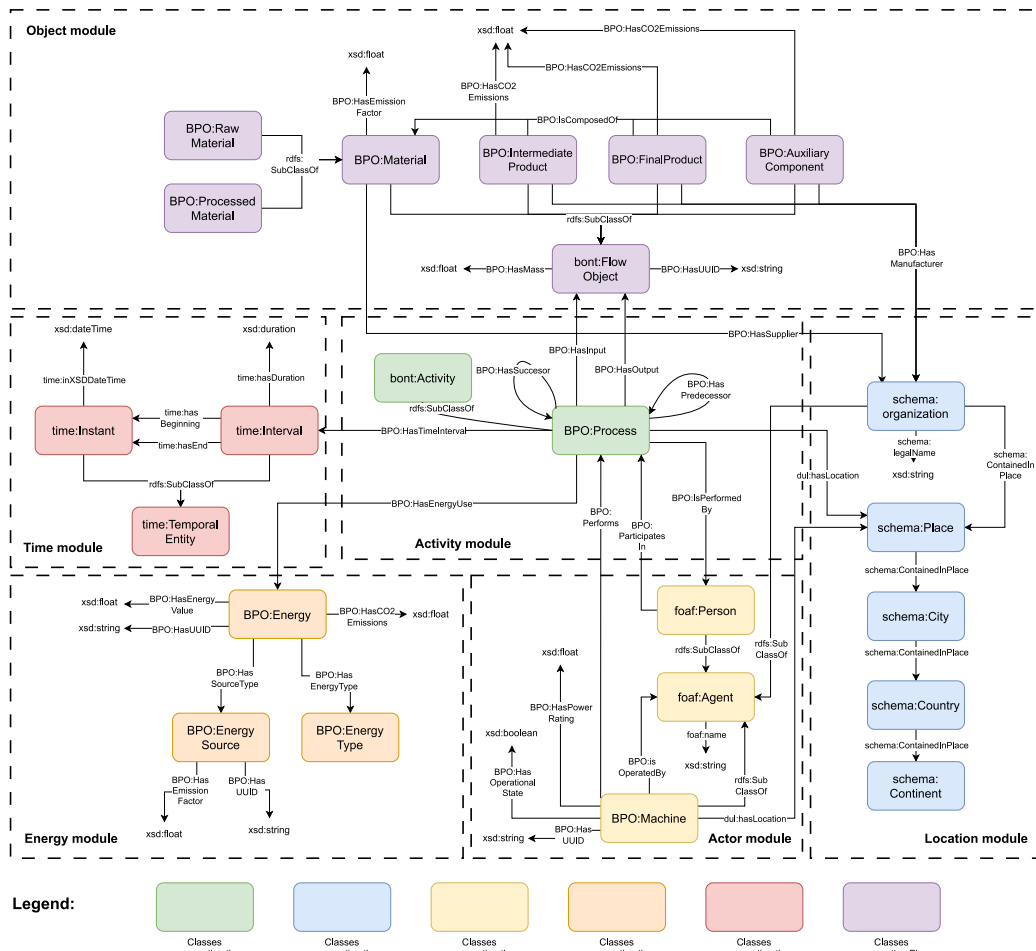 Object module
xsd:float
BPO:HasCO2Emissions
xsd:float
BPO:HasCO2Emissions
BPO:HasCO2
Emissions
BPO:HasEmission
Factor
BPO:IsComposedOf
BPO:Raw
Material
rdfs:
SubClassOf
BPO:Material
BPO:Intermediate
Product
BPO:FinalProduct
BPO:Auxiliary
Component
BPO:Processed
Material
rdfs:SubClassOf
BPO:Has
Manufacturer
xsd:float
BPO:HasMass
bont:Flow
Object
BPO:HasUUID
xsd:string
xsd:dateTime
xsd:duration
BPO:HasSupplier
time:inXSDDateTime
time:hasDuration
BPO:HasInput
BPO:HasOutput
bont:Activity
BPO:HasSuccesor
BPO:Has
Predecessor
rdfs:SubClassOf
time:Instant
time:has
Beginning
time:hasEnd
time:Interval
BPO:HasTimeInterval
BPO:Process
schema:
organization
schema:
legalName
xsd:string
schema:
ContainedIn
Place
rdfs:SubClassOf
BPO:HasEnergyUse
BPO:
Performs
BPO:
Participates
In
BPO:IsPerformed
By
dul:hasLocation
time:Temporal
Entity
schema:Place
Time module
Activity module
schema:ContainedInPlace
xsd:float
BPO:HasEnergy
Value
xsd:string
BPO:HasUUID
BPO:Energy
BPO:HasCO2
Emissions
xsd:float
foaf:Person
schema:City
rdfs:SubClassOf
rdfs:Sub
ClassOf
schema:ContainedInPlace
xsd:float
BPO:Has
SourceType
BPO:Has
EnergyType
BPO:HasPower
Rating
foaf:Agent
schema:Country
BPO:Energy
Source
BPO:Energy
Type
xsd:boolean
foaf:name
xsd:string
schema:ContainedInPlace
BPO:Has
Emission
Factor
BPO:Has
UUID
BPO:Has
Operational
State
BPO:is
OperatedBy
rdfs:Sub
ClassOf
schema:
Continent
xsd:float
xsd:string
BPO:Machine
dul:hasLocation
xsd:string
BPO:Has
UUID
Energy module
Actor module
Location module
Legend:
Classes
Classes
Classes
Classes
Classes
Classes